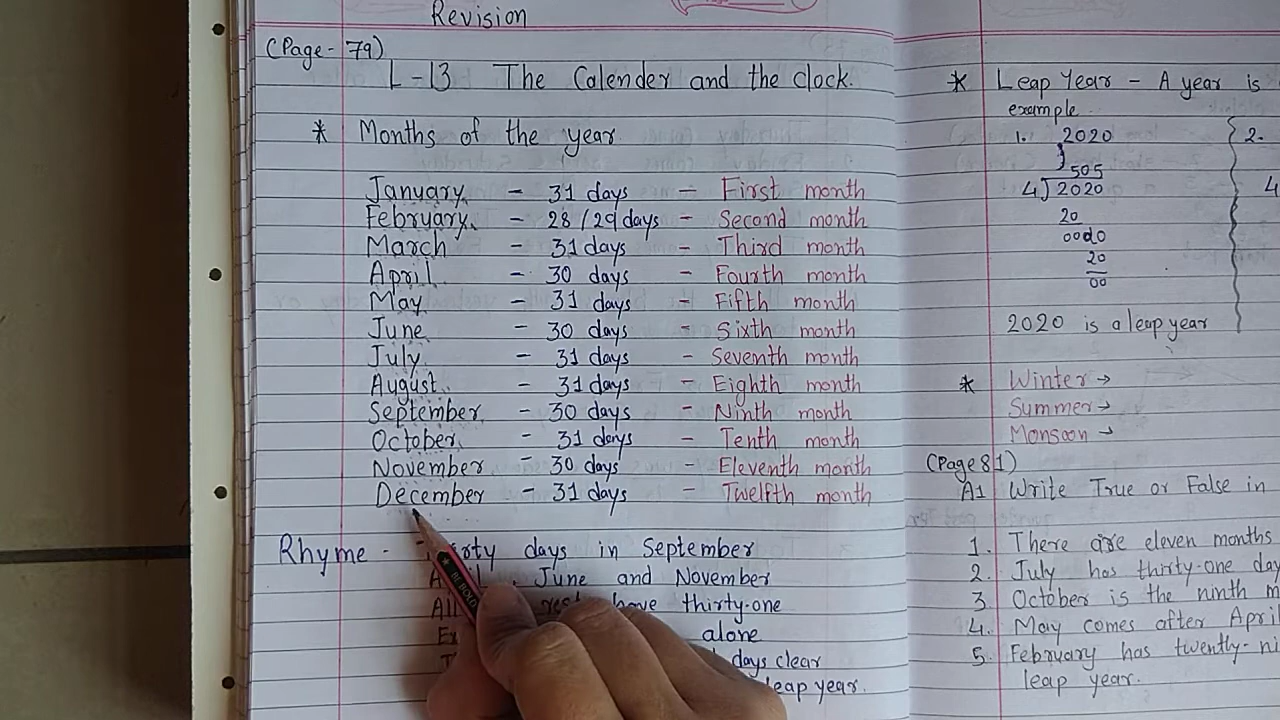 Revision
(Page - 79)
L-13 The Calender and the clock.
* Months of the year
January - 31 days - First month
February - 28/29 days - Second month
March - 31 days - Third month
April - 30 days - Fourth month
May - 31 days - Fifth month
June - 30 days - Sixth month
July - 31 days - Seventh month
August - 31 days - Eighth month
September - 30 days - Ninth month
October - 31 days - Tenth month
November - 30 days - Eleventh month
December - 31 days - Twelfth month
Rhyme - days in September
June and November
All have thirty-one
alone
days clear
leap year.
* Leap Year - A year is
example
1. 2020
505
4)2020
20
0020
20
00
2020 is a leap year
2.
4
* Winter →
Summer →
Monsoon →
(Page 81)
A1 Write True or False in
1. There are eleven months
2. July has thirty-one day
3 October is the ninth m
4. May comes after April
5. February has twenty-ni
leap year.